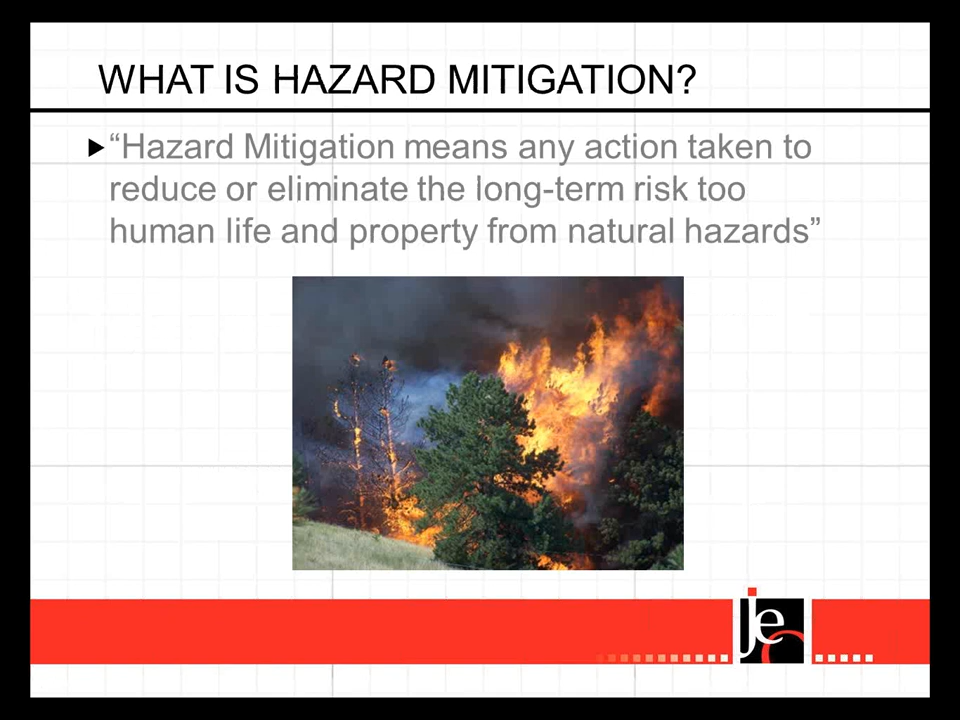 WHAT IS HAZARD MITIGATION?
“Hazard Mitigation means any action taken to
reduce or eliminate the long-term risk too
human life and property from natural hazards”
jeo